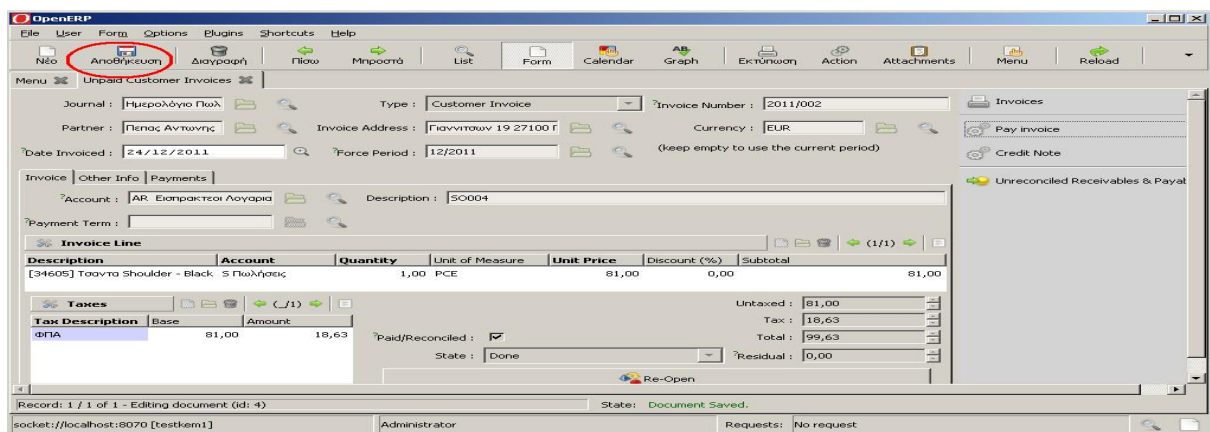 OpenERP
File User Form Options Plugins Shortcuts Help
Νέο Αποθήκευση Διαγραφή Πίσω Μπροστά List Form Calendar Graph Εκτύπωση Action Attachments Menu Reload
Menu Unpaid Customer Invoices
Journal : Ημερολόγιο Πωλ Type : Customer Invoice ?Invoice Number : 2011/002 Invoices
Partner : Πεπας Αντωνης Invoice Address : Γιαννιτσων 19 27100 Γ Currency : EUR Pay invoice
?Date Invoiced : 24/12/2011 ?Force Period : 12/2011 (keep empty to use the current period) Credit Note
Invoice Other Info Payments Unreconciled Receivables & Payat
?Account : AR Εισπρακτεοι Λογαρια Description : SO004
?Payment Term :
Invoice Line (1/1)
Description Account Quantity Unit of Measure Unit Price Discount (%) Subtotal
[34605] Τσαντα Shoulder - Black S Πωλήσεις 1,00 PCE 81,00 0,00 81,00
Taxes (_/1) Untaxed : 81,00
Tax Description Base Amount Tax : 18,63
ΦΠΑ 81,00 18,63 ?Paid/Reconciled : Total : 99,63
State : Done ?Residual : 0,00
Re-Open
Record: 1 / 1 of 1 - Editing document (id: 4) State: Document Saved.
socket://localhost:8070 [testkem1] Administrator Requests: No request